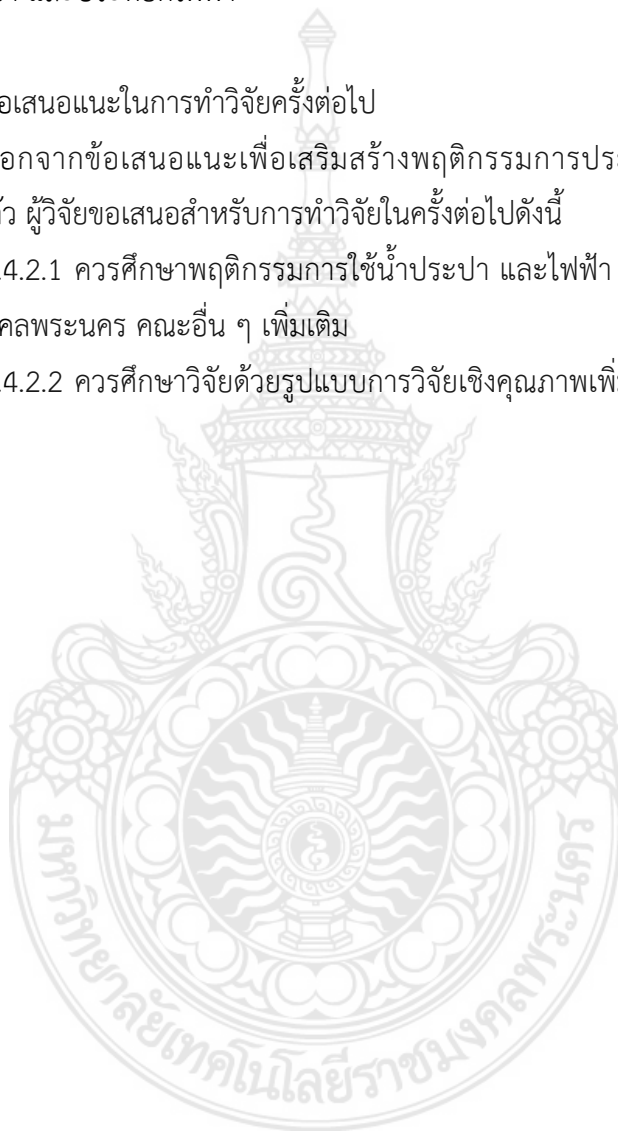 อเสนอแนะในการทำวิจัยครั้งต่อไป
อกจากข้อเสนอแนะเพื่อเสริมสร้างพฤติกรรมการประ
ผู้วิจัยขอเสนอสำหรับการทำวิจัยในครั้งต่อไปดังนี้
.4.2.1 ควรศึกษาพฤติกรรมการใช้น้ำประปา และไฟฟ้า
คลพระนคร คณะอื่น ๆ เพิ่มเติม
.4.2.2 ควรศึกษาวิจัยด้วยรูปแบบการวิจัยเชิงคุณภาพเพิ่
มหาวิทยาลัยเทคโนโลยีราชมงคลพระนคร